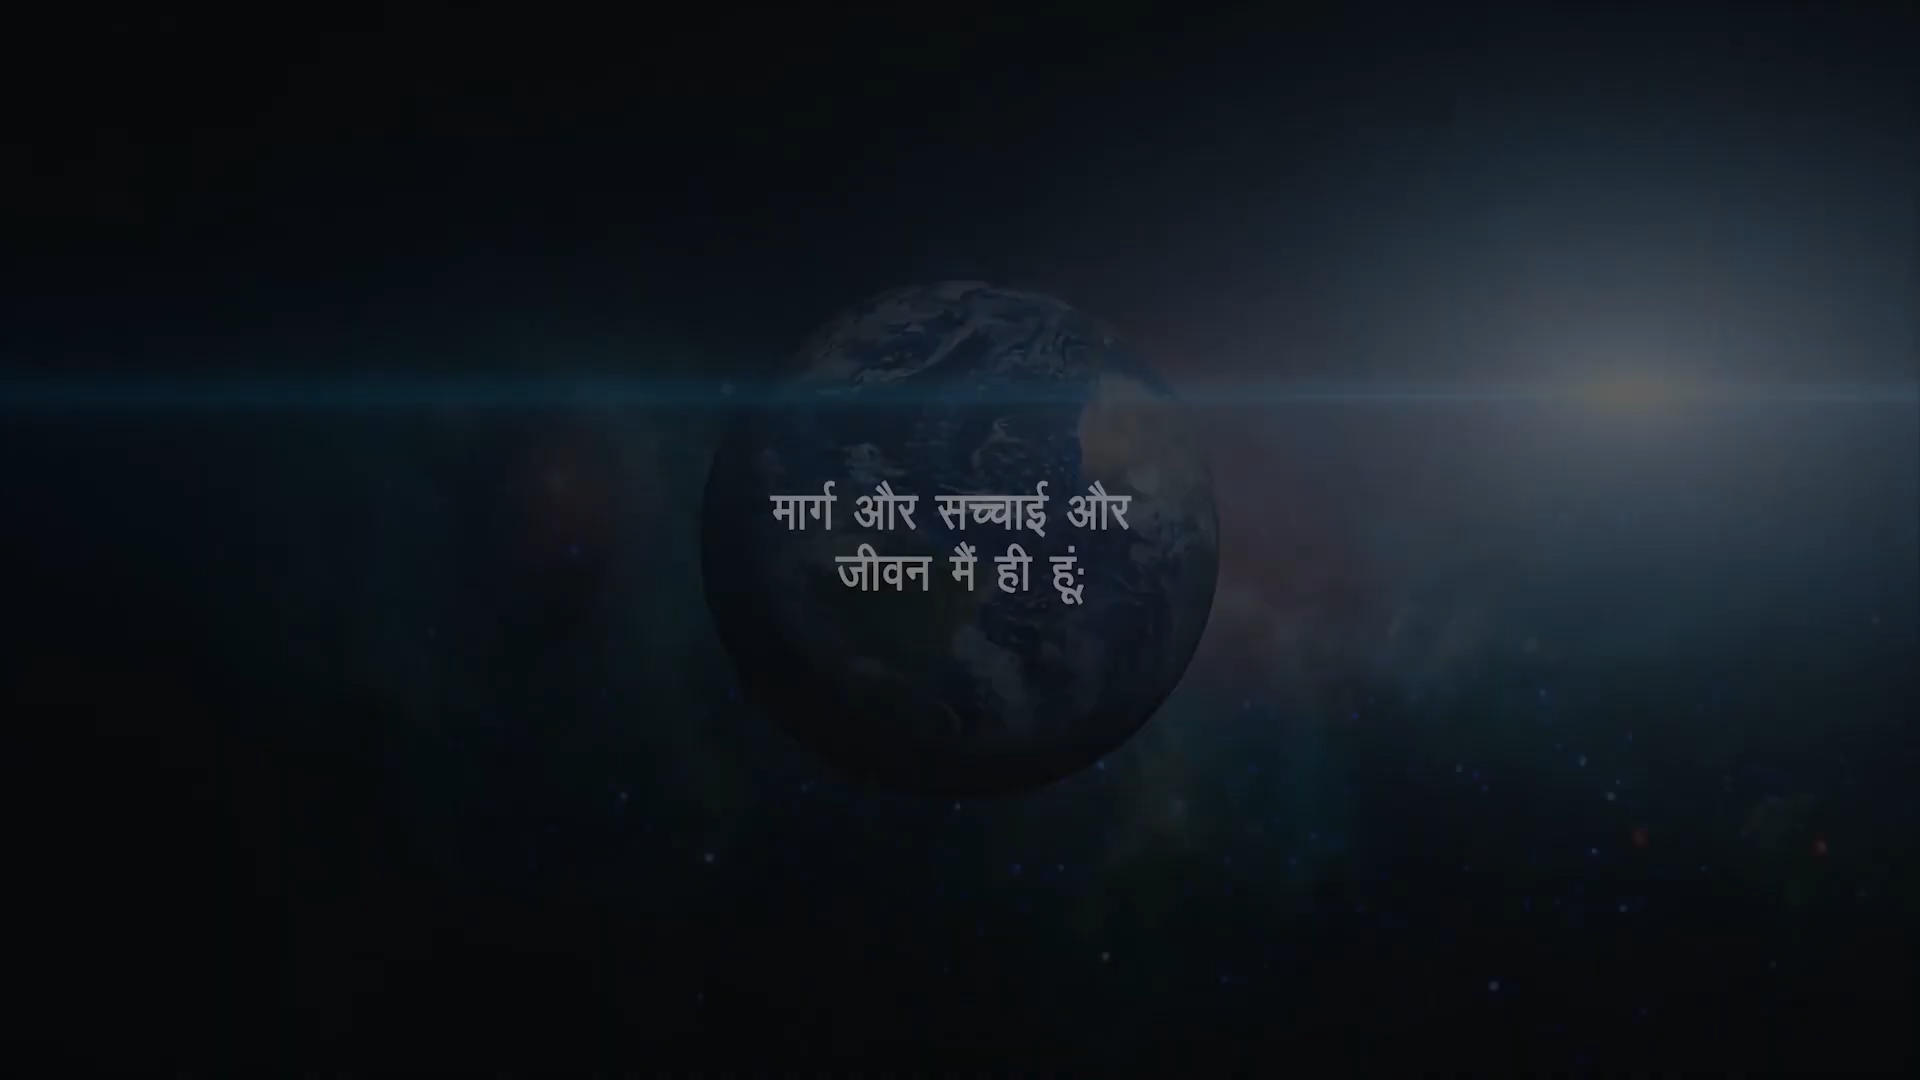 मार्ग और सच्चाई और
जीवन मैं ही हूं;